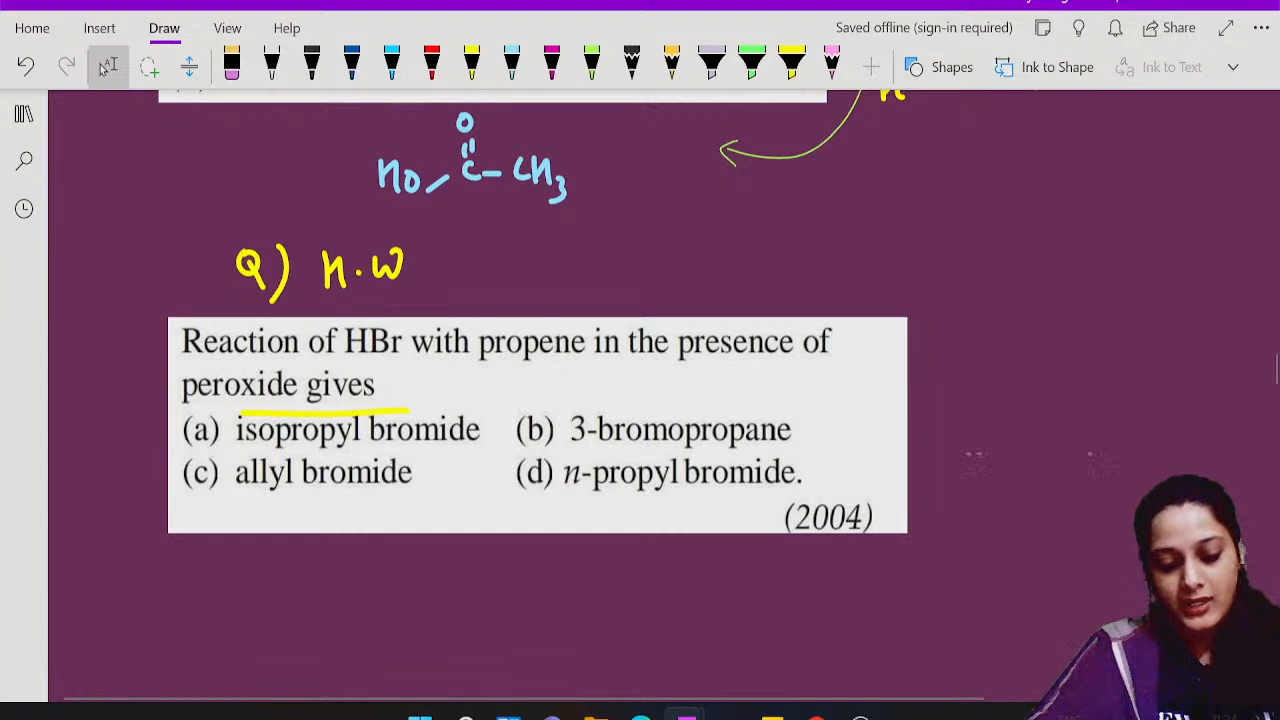 Saved offline (sign-in required)
Share
Home Insert Draw View Help
Shapes Ink to Shape Ink to Text
O
HO C-CH3
Q) H.W
Reaction of HBr with propene in the presence of
peroxide gives
(a) isopropyl bromide (b) 3-bromopropane
(c) allyl bromide (d) n-propyl bromide.
(2004)